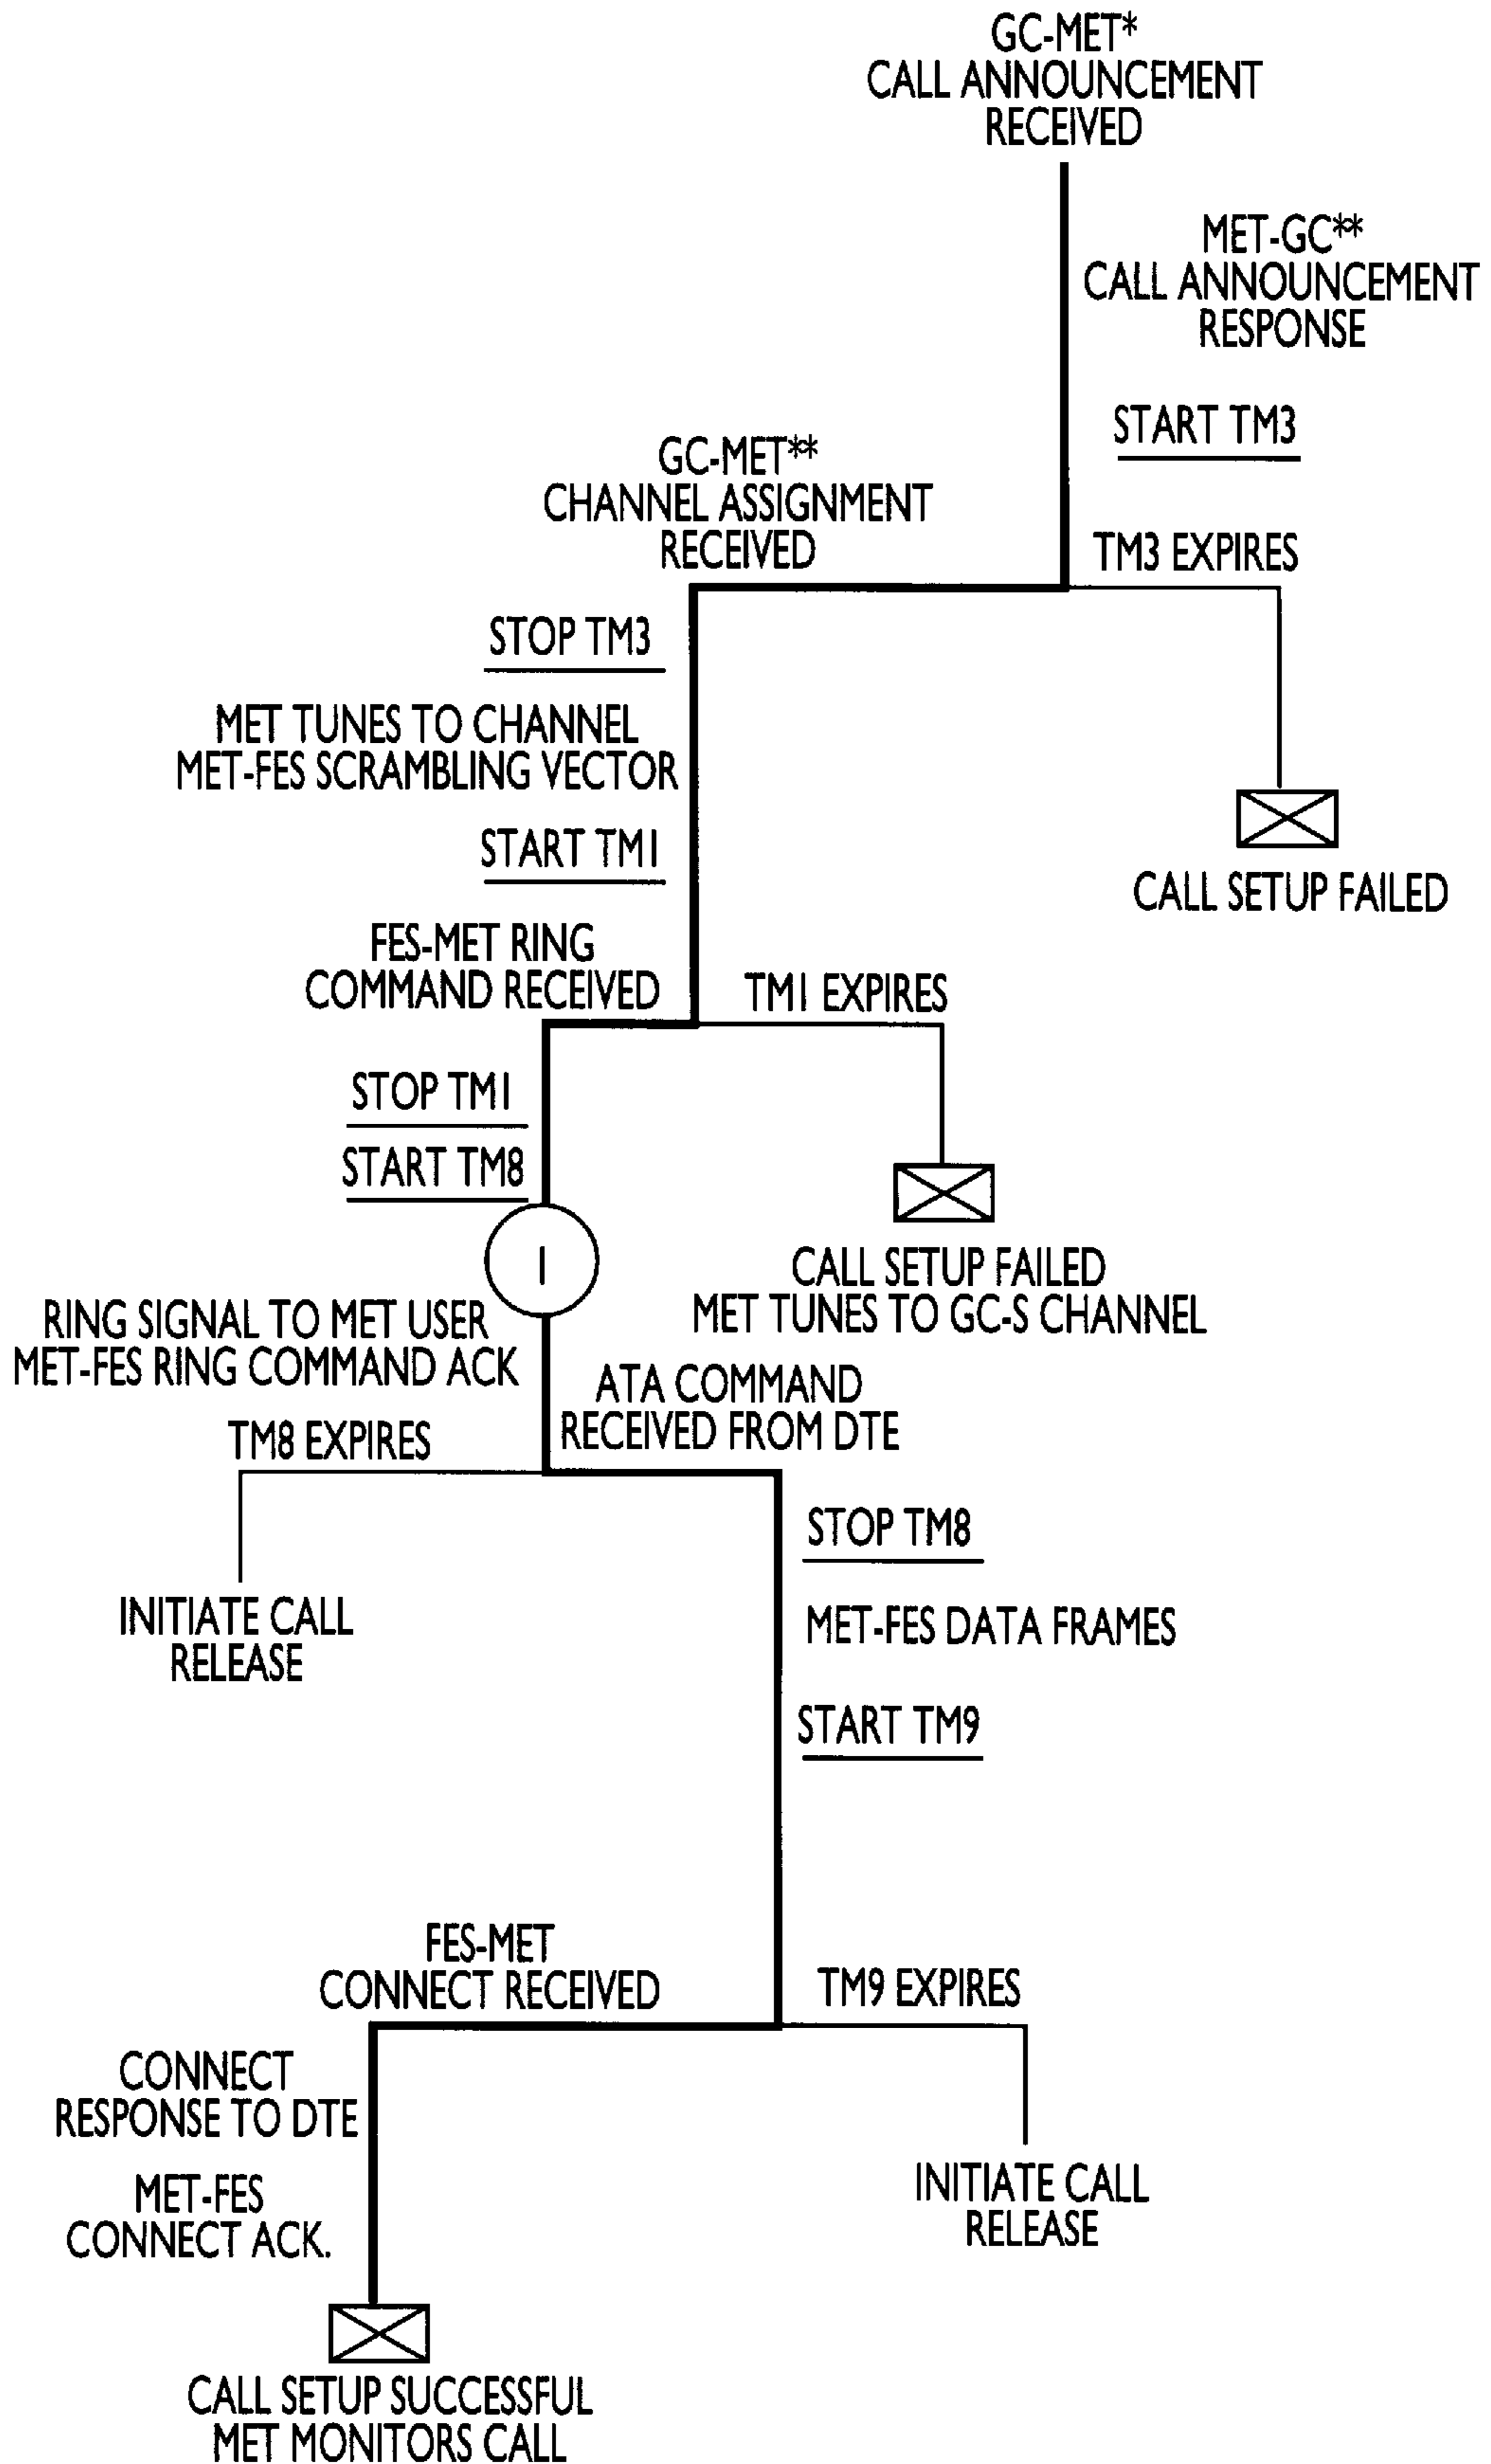 GC-MET*
CALL ANNOUNCEMENT
RECEIVED
MET-GC**
CALL ANNOUNCEMENT
RESPONSE
START TM3
GC-MET**
CHANNEL ASSIGNMENT
RECEIVED
TM3 EXPIRES
STOP TM3
MET TUNES TO CHANNEL
MET-FES SCRAMBLING VECTOR
START TM1
CALL SETUP FAILED
FES-MET RING
COMMAND RECEIVED
TM1 EXPIRES
STOP TM1
START TM8
1
CALL SETUP FAILED
MET TUNES TO GC-S CHANNEL
RING SIGNAL TO MET USER
MET-FES RING COMMAND ACK
ATA COMMAND
RECEIVED FROM DTE
TM8 EXPIRES
STOP TM8
INITIATE CALL
RELEASE
MET-FES DATA FRAMES
START TM9
FES-MET
CONNECT RECEIVED
TM9 EXPIRES
CONNECT
RESPONSE TO DTE
MET-FES
CONNECT ACK.
INITIATE CALL
RELEASE
CALL SETUP SUCCESSFUL
MET MONITORS CALL